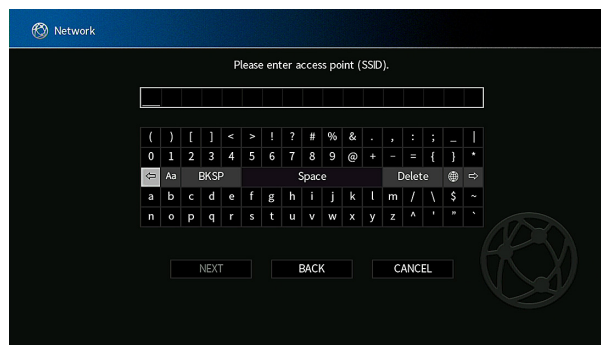 Network
Please enter access point (SSID).
( ) [ ] < > ! ? # % & . , : ; _ |
0 1 2 3 4 5 6 7 8 9 @ + - = { } *
⇦ Aa BKSP Space Delete ⇨
a b c d e f g h i j k l m / \ $ ~
n o p q r s t u v w x y z ^ ' " `
NEXT BACK CANCEL